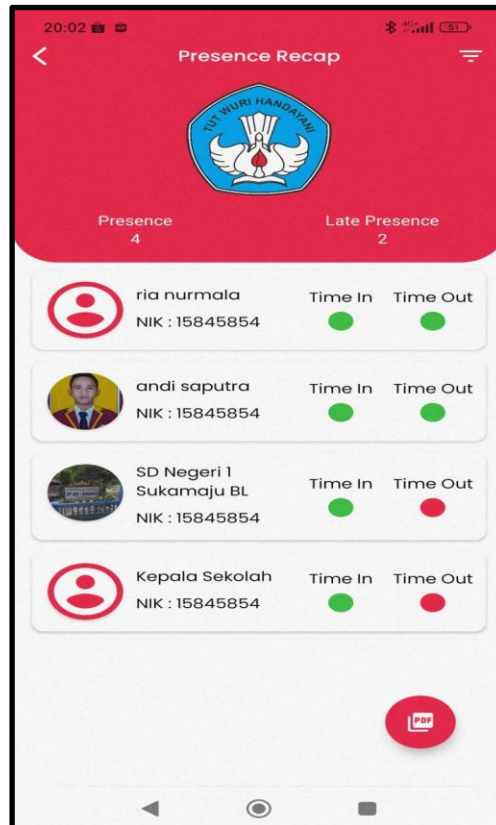 20:02
4G+
51
Presence Recap
TUT WURI HANDAYANI
Presence
4
Late Presence
2
ria nurmala
NIK : 15845854
Time In
Time Out
andi saputra
NIK : 15845854
Time In
Time Out
SD Negeri 1
Sukamaju BL
NIK : 15845854
Time In
Time Out
Kepala Sekolah
NIK : 15845854
Time In
Time Out
PDF